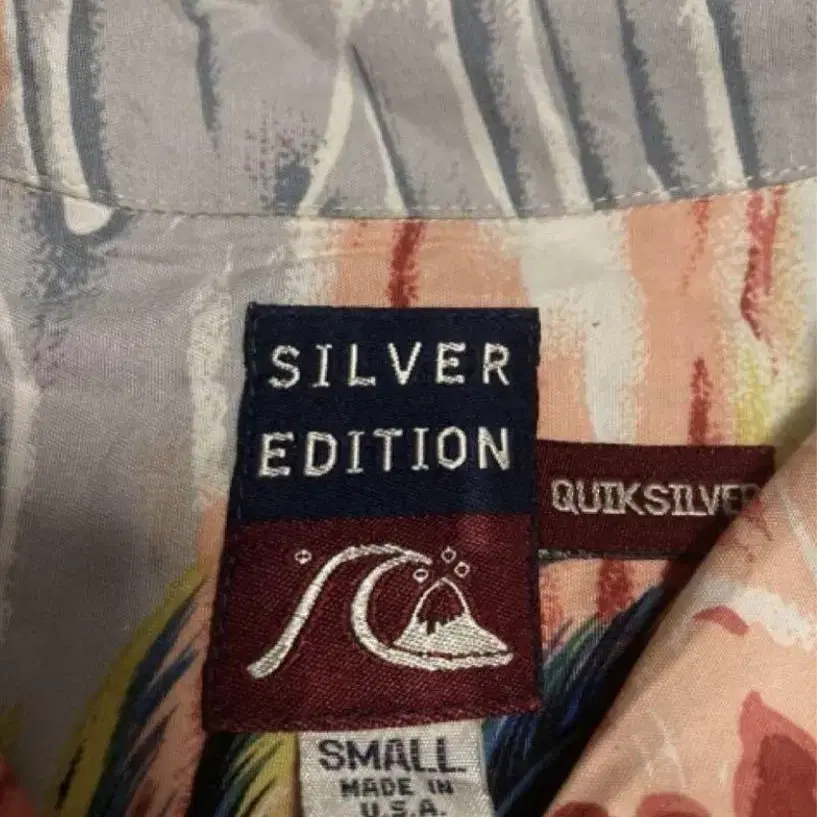 SILVER
EDITION
QUIKSILVER
SMALL
MADE IN
U.S.A.